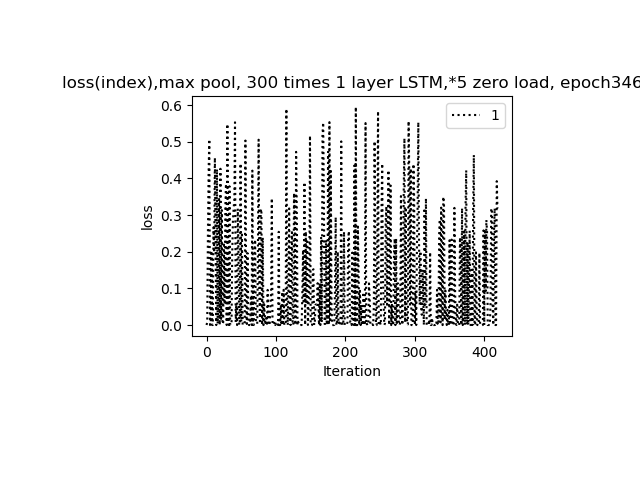 loss(index),max pool, 300 times 1 layer LSTM,*5 zero load, epoch346
1
0.6
0.5
0.4
0.3
0.2
0.1
0.0
loss
0 100 200 300 400
Iteration